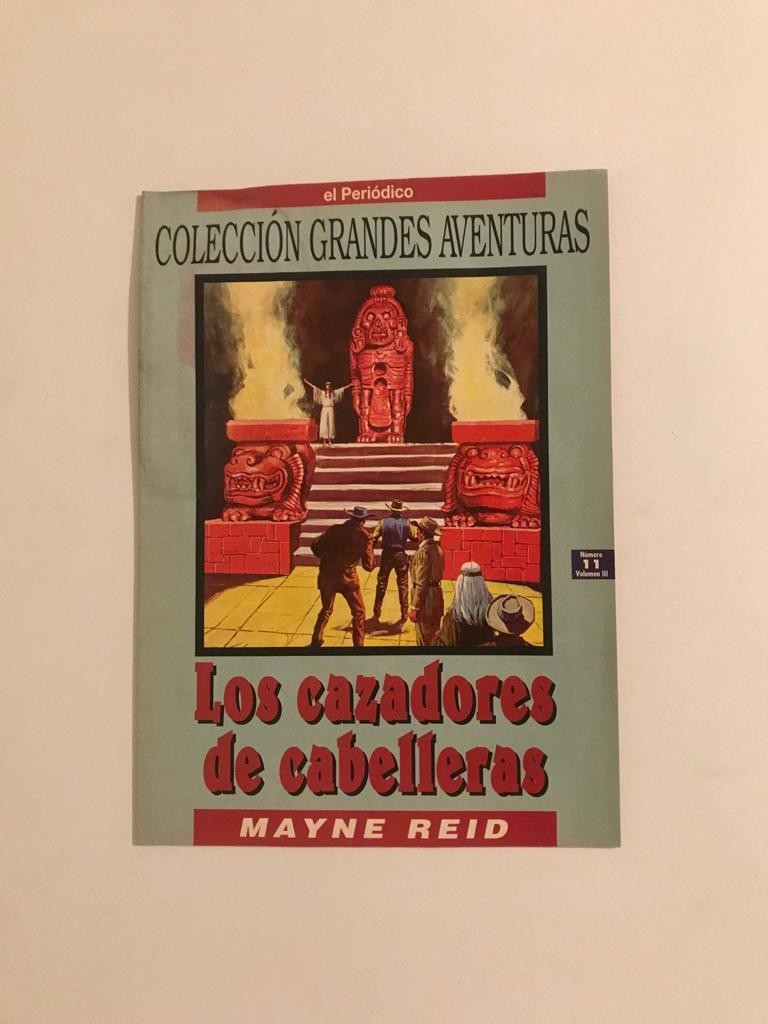 el Periódico
COLECCIÓN GRANDES AVENTURAS
Número
11
Volumen III
Los cazadores
de cabelleras
MAYNE REID